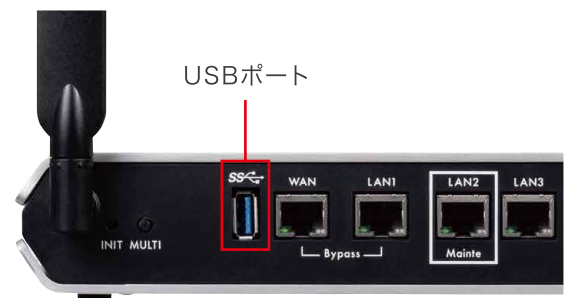 USBポート
SS
WAN
LAN1
LAN2
LAN3
INIT MULTI
Bypass
Mainte